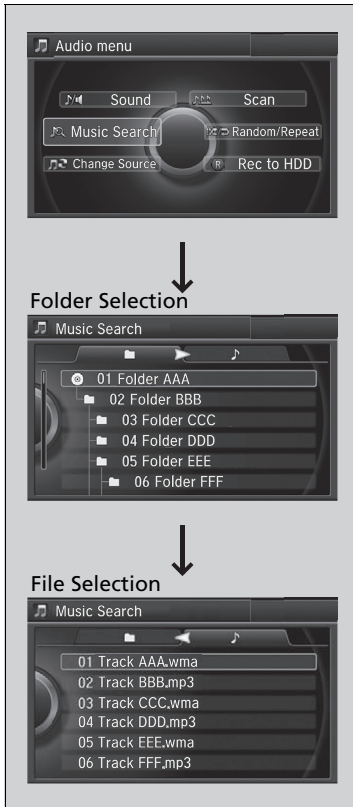 Audio menu
Sound
Scan
Music Search
Random/Repeat
Change Source
R Rec to HDD
Folder Selection
Music Search
01 Folder AAA
02 Folder BBB
03 Folder CCC
04 Folder DDD
05 Folder EEE
06 Folder FFF
File Selection
Music Search
01 Track AAA.wma
02 Track BBB.mp3
03 Track CCC.wma
04 Track DDD.mp3
05 Track EEE.wma
06 Track FFF.mp3